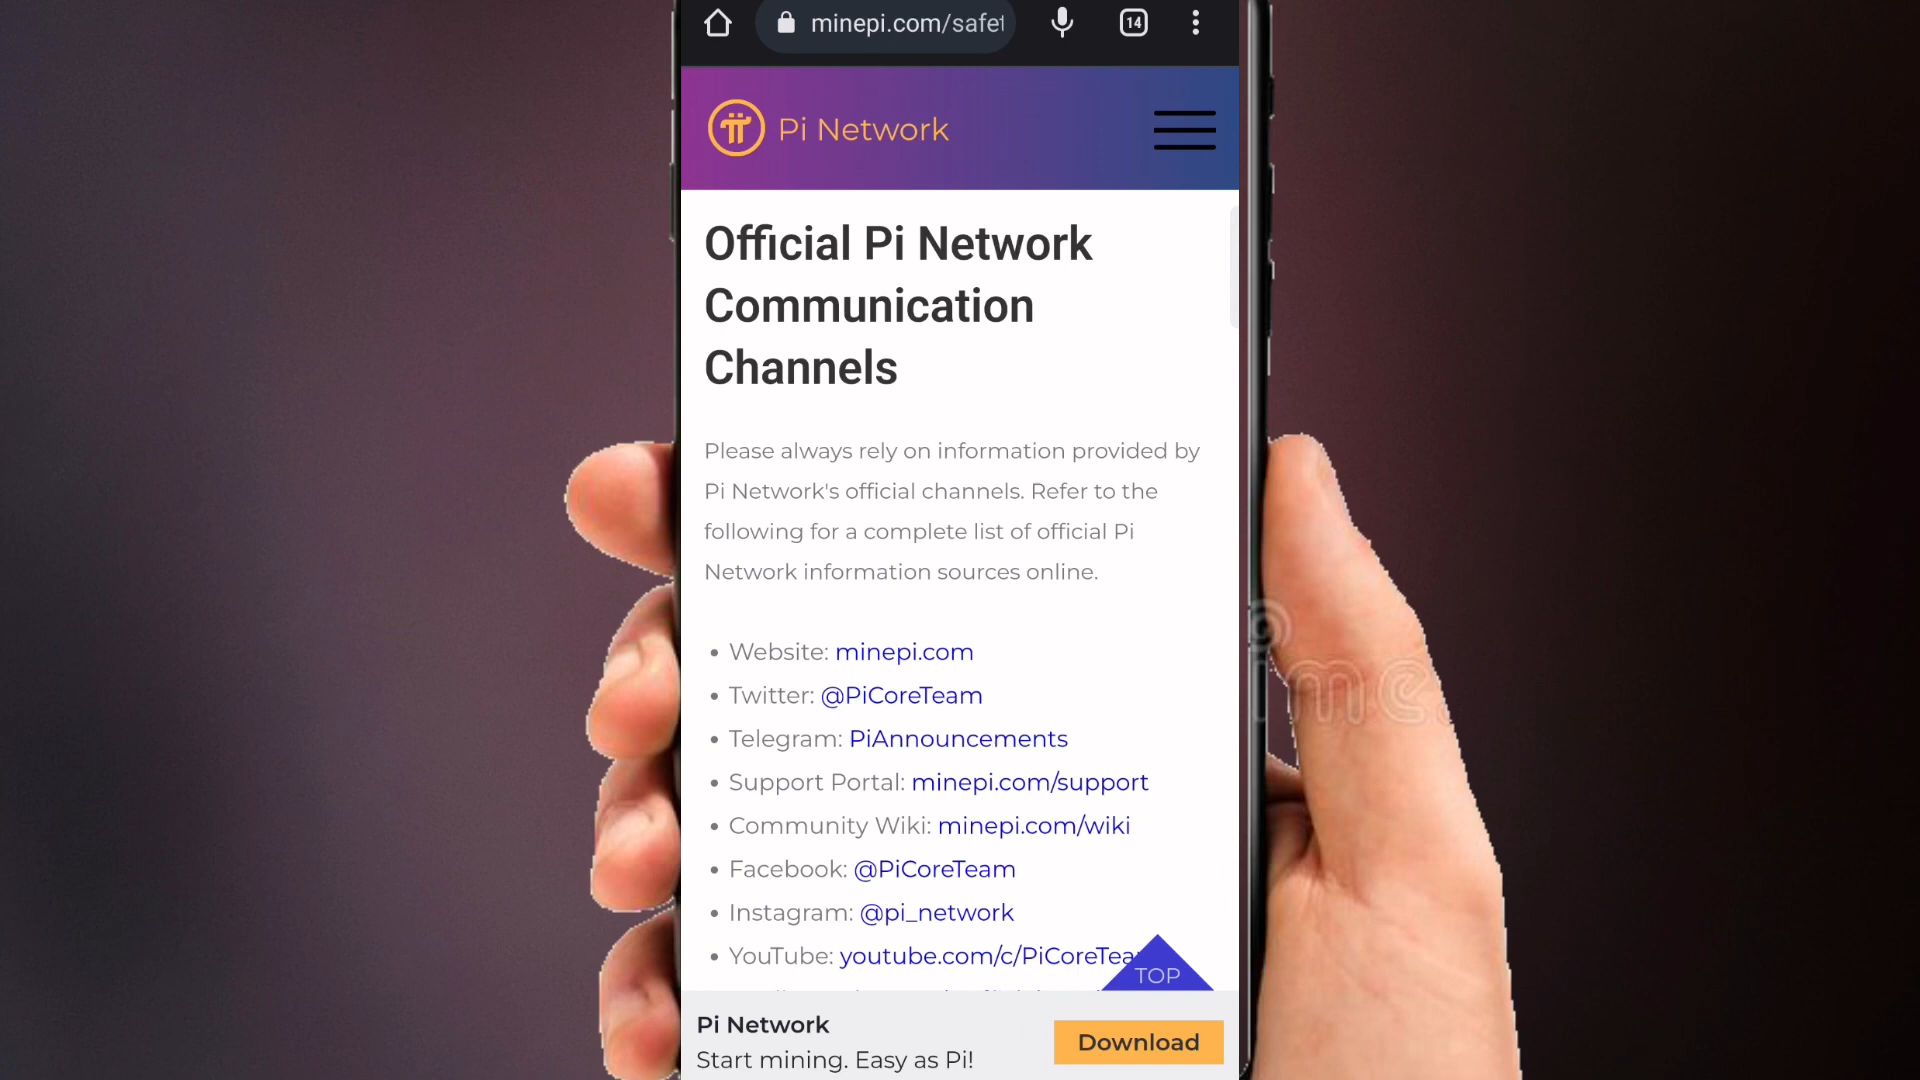 minepi.com/safet
14
Pi Network
Official Pi Network
Communication
Channels
Please always rely on information provided by
Pi Network's official channels. Refer to the
following for a complete list of official Pi
Network information sources online.
• Website: minepi.com
• Twitter: @PiCoreTeam
• Telegram: PiAnnouncements
• Support Portal: minepi.com/support
• Community Wiki: minepi.com/wiki
• Facebook: @PiCoreTeam
• Instagram: @pi_network
• YouTube: youtube.com/c/PiCoreTea
TOP
Pi Network
Start mining. Easy as Pi!
Download